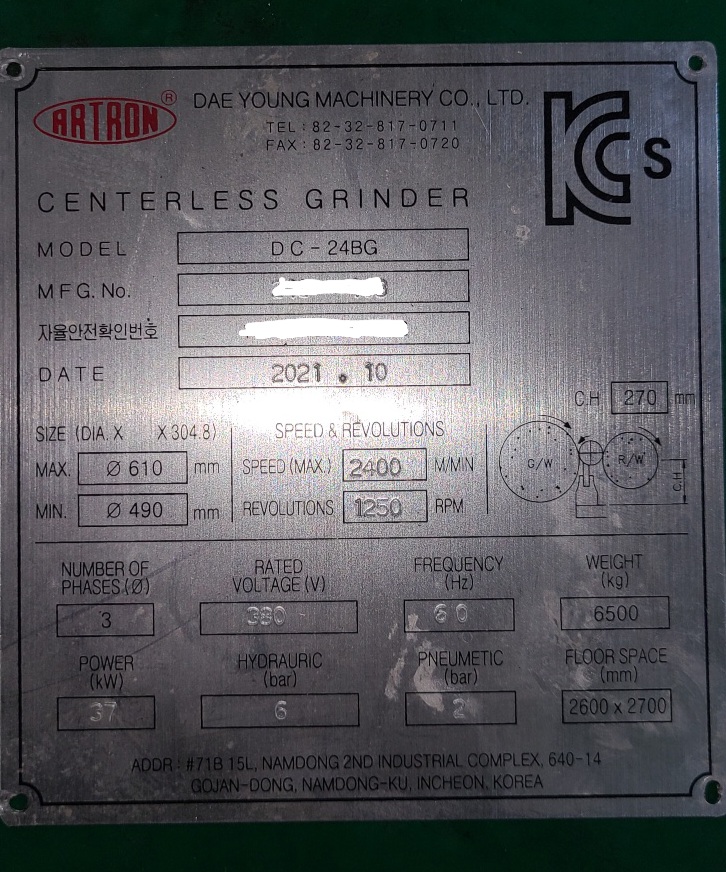 ARTRON ® DAE YOUNG MACHINERY CO., LTD.
TEL : 82-32-817-0711
FAX : 82-32-817-0720
KCs
CENTERLESS GRINDER
MODEL DC-24BG
MFG. No.
자율안전확인번호
DATE 2021 . 10
C.H 270 mm
SIZE (DIA. X X 304.8) SPEED & REVOLUTIONS
MAX. Ø 610 mm SPEED (MAX.) 2400 M/MIN
G/W R/W C.H
MIN. Ø 490 mm REVOLUTIONS 1250 RPM
NUMBER OF PHASES (Ø) RATED VOLTAGE (V) FREQUENCY (Hz) WEIGHT (kg)
3 380 60 6500
POWER (kW) HYDRAURIC (bar) PNEUMETIC (bar) FLOOR SPACE (mm)
37 6 2 2600 x 2700
ADDR : #71B 15L, NAMDONG 2ND INDUSTRIAL COMPLEX, 640-14
GOJAN-DONG, NAMDONG-KU, INCHEON, KOREA